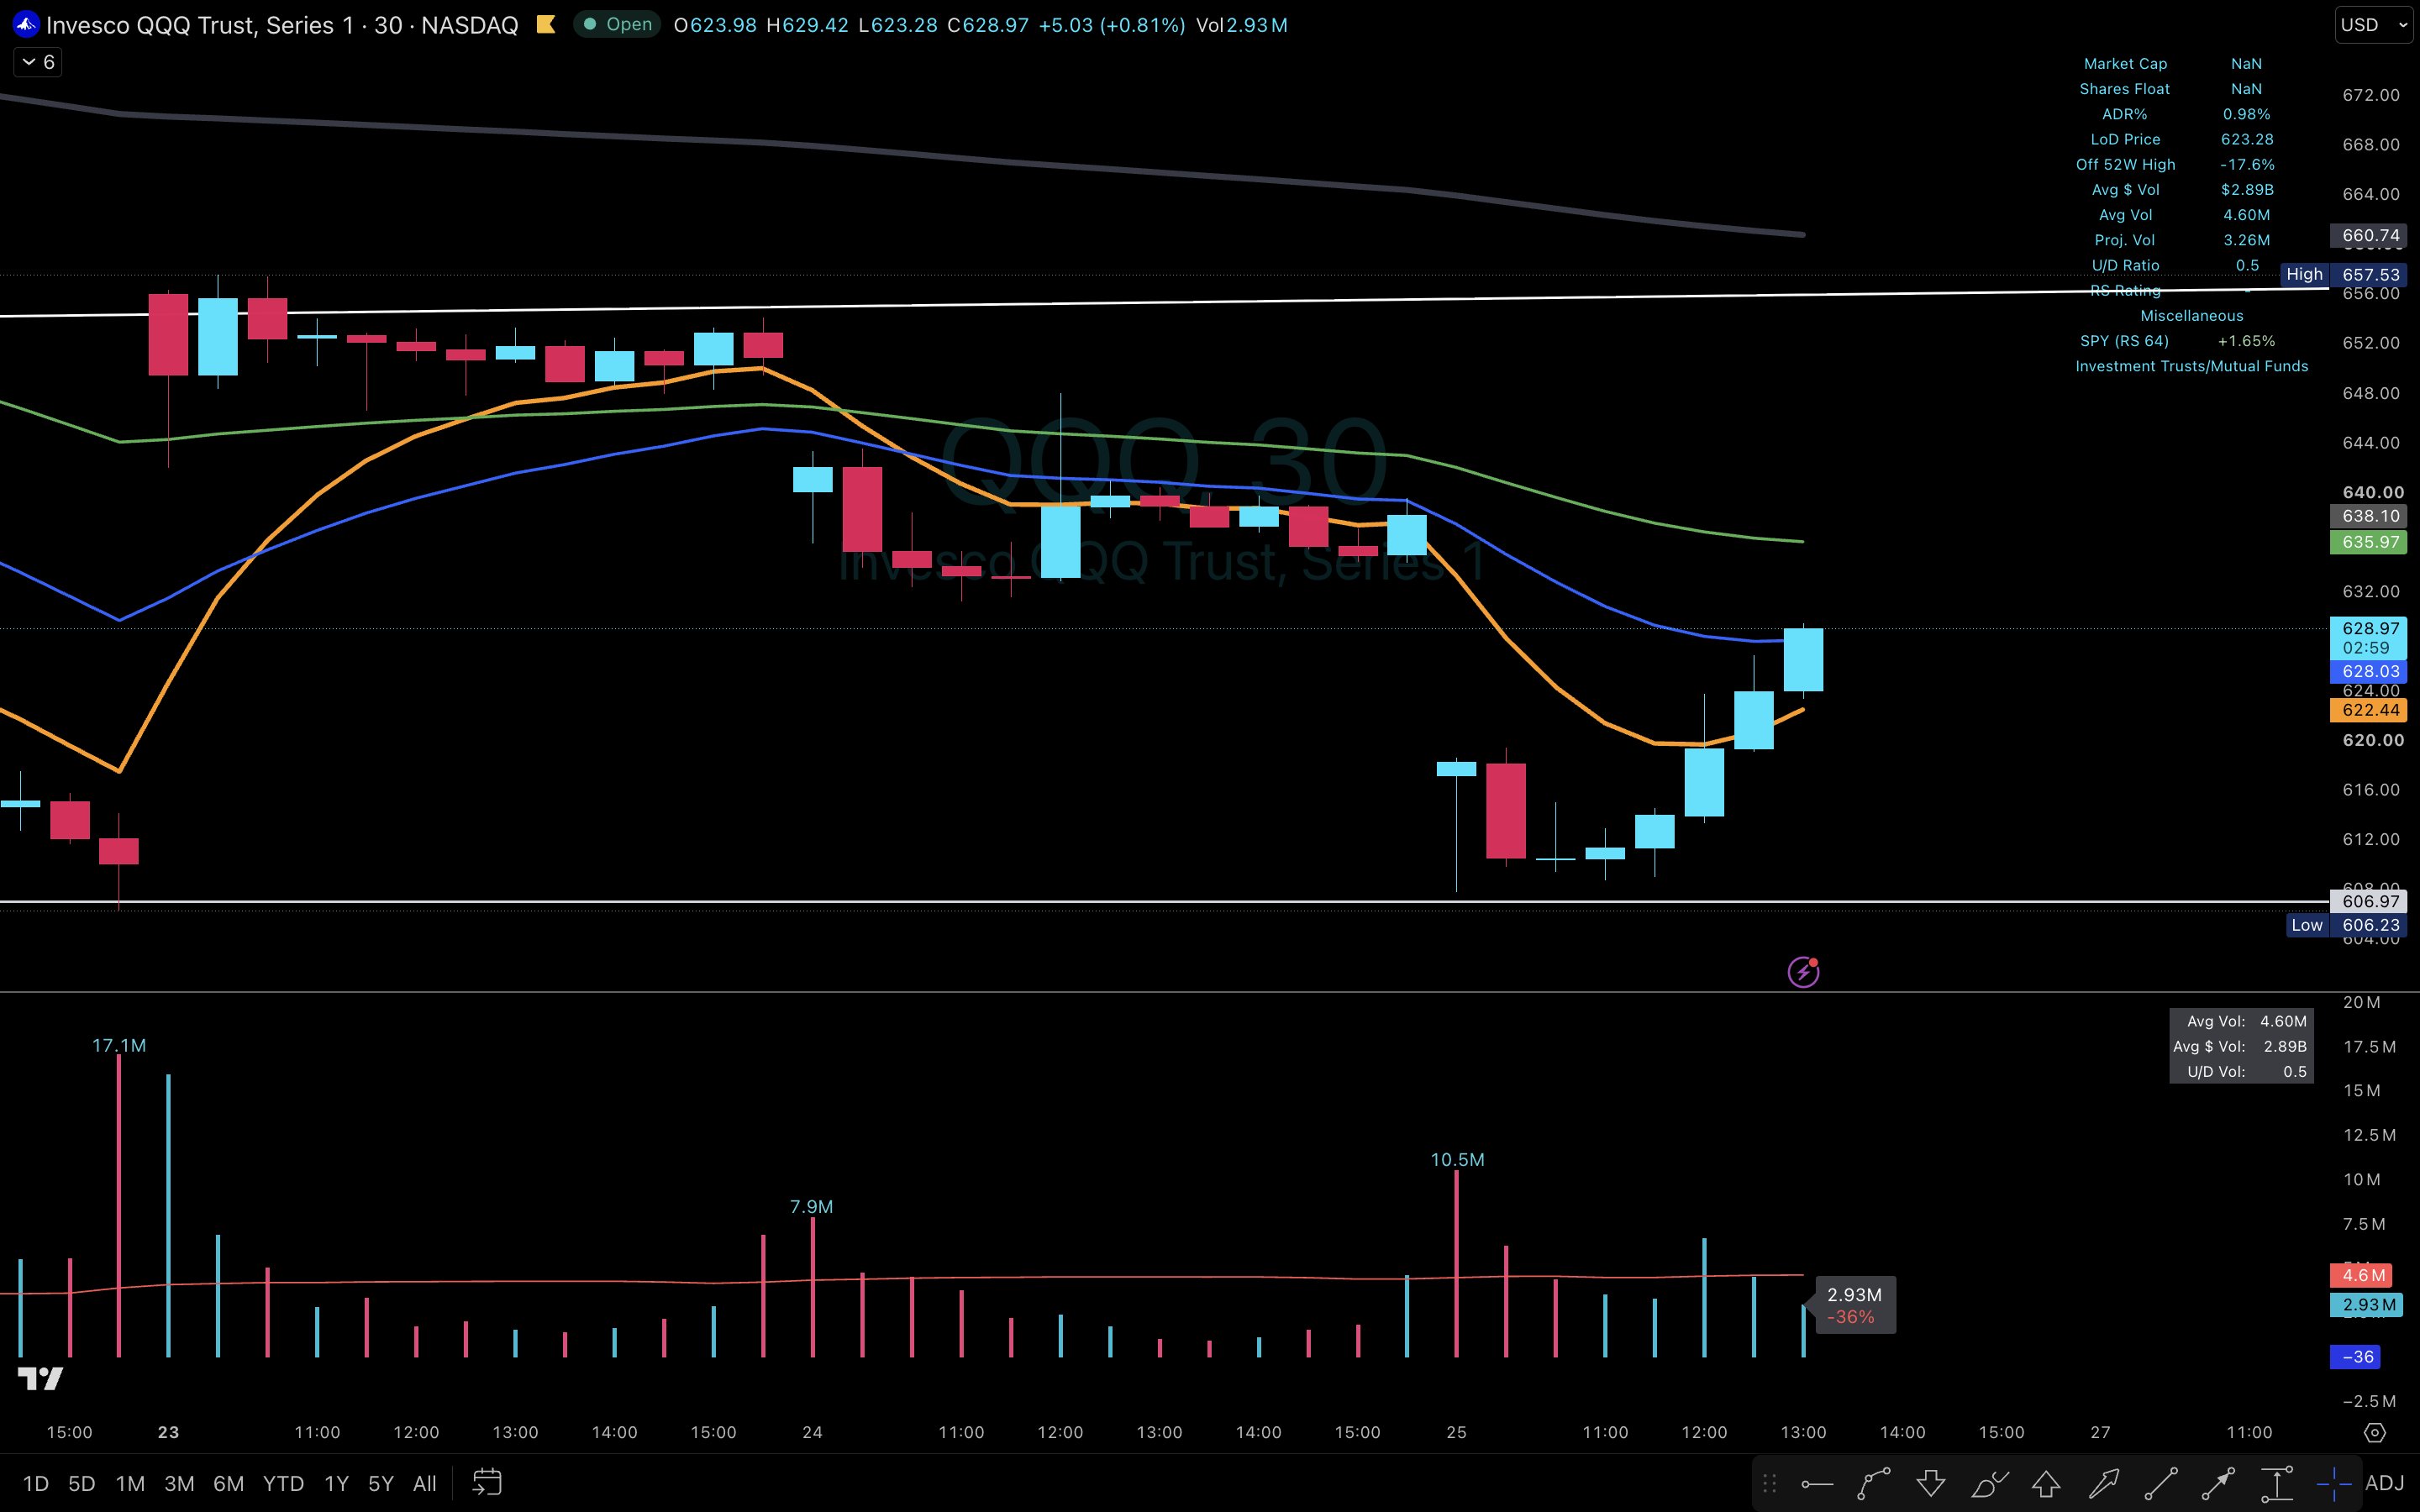 Invesco QQQ Trust, Series 1 · 30 · NASDAQ Open O623.98 H629.42 L623.28 C628.97 +5.03 (+0.81%) Vol2.93 M
USD
6
Market Cap NaN
Shares Float NaN
ADR% 0.98%
LoD Price 623.28
Off 52W High -17.6%
Avg $ Vol $2.89B
Avg Vol 4.60M
Proj. Vol 3.26M
U/D Ratio 0.5
RS Rating -
Miscellaneous
SPY (RS 64) +1.65%
Investment Trusts/Mutual Funds
672.00
668.00
664.00
660.74
High 657.53
656.00
652.00
648.00
644.00
640.00
638.10
635.97
632.00
628.97
02:59
628.03
624.00
622.44
620.00
616.00
612.00
608.00
606.97
Low 606.23
604.00
QQQ, 30
Invesco QQQ Trust, Series 1
20 M
17.5 M
15 M
12.5 M
10 M
7.5 M
4.6 M
2.93 M
−36
−2.5 M
Avg Vol: 4.60M
Avg $ Vol: 2.89B
U/D Vol: 0.5
17.1M
7.9M
10.5M
2.93M
-36%
15:00 23 11:00 12:00 13:00 14:00 15:00 24 11:00 12:00 13:00 14:00 15:00 25 11:00 12:00 13:00 14:00 15:00 27 11:00
1D 5D 1M 3M 6M YTD 1Y 5Y All ADJ